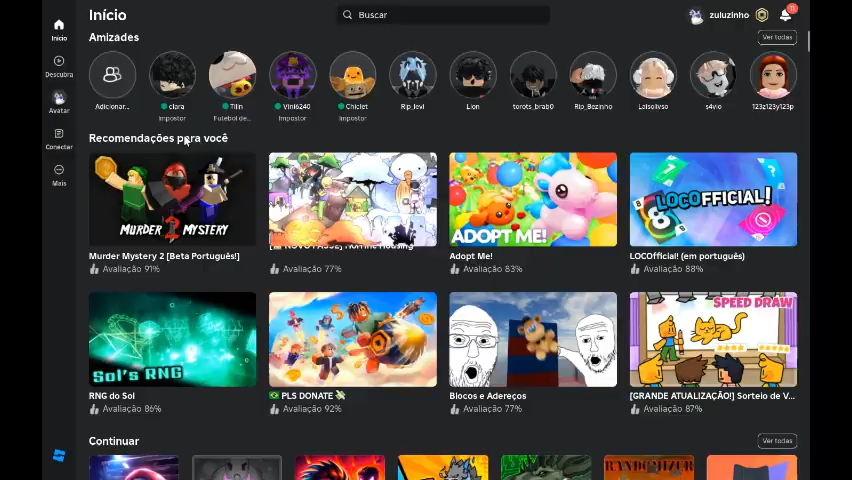 Início
Buscar
zuluzinho
11
Amizades
Ver todas
Início
Descubra
Avatar
Conectar
Mais
Adicionar...
clara
Tilin
Vini6240
Chiclet
Rip_levi
Lion
torots_brab0
Rip_Bezinho
Laisolivso
s4vio
123z123y123p
Impostor
Futebol de...
Impostor
Impostor
Recomendações para você
MURDER MYSTERY
ADOPT ME!
LOCOFFICIAL!
Murder Mystery 2 [Beta Português!]
Adopt Me!
LOCOfficial! (em português)
Avaliação 91%
Avaliação 77%
Avaliação 83%
Avaliação 88%
Sol's RNG
SPEED DRAW
RNG do Sol
PLS DONATE
Blocos e Adereços
[GRANDE ATUALIZAÇÃO!] Sorteio de V...
Avaliação 86%
Avaliação 92%
Avaliação 77%
Avaliação 87%
Continuar
Ver todas